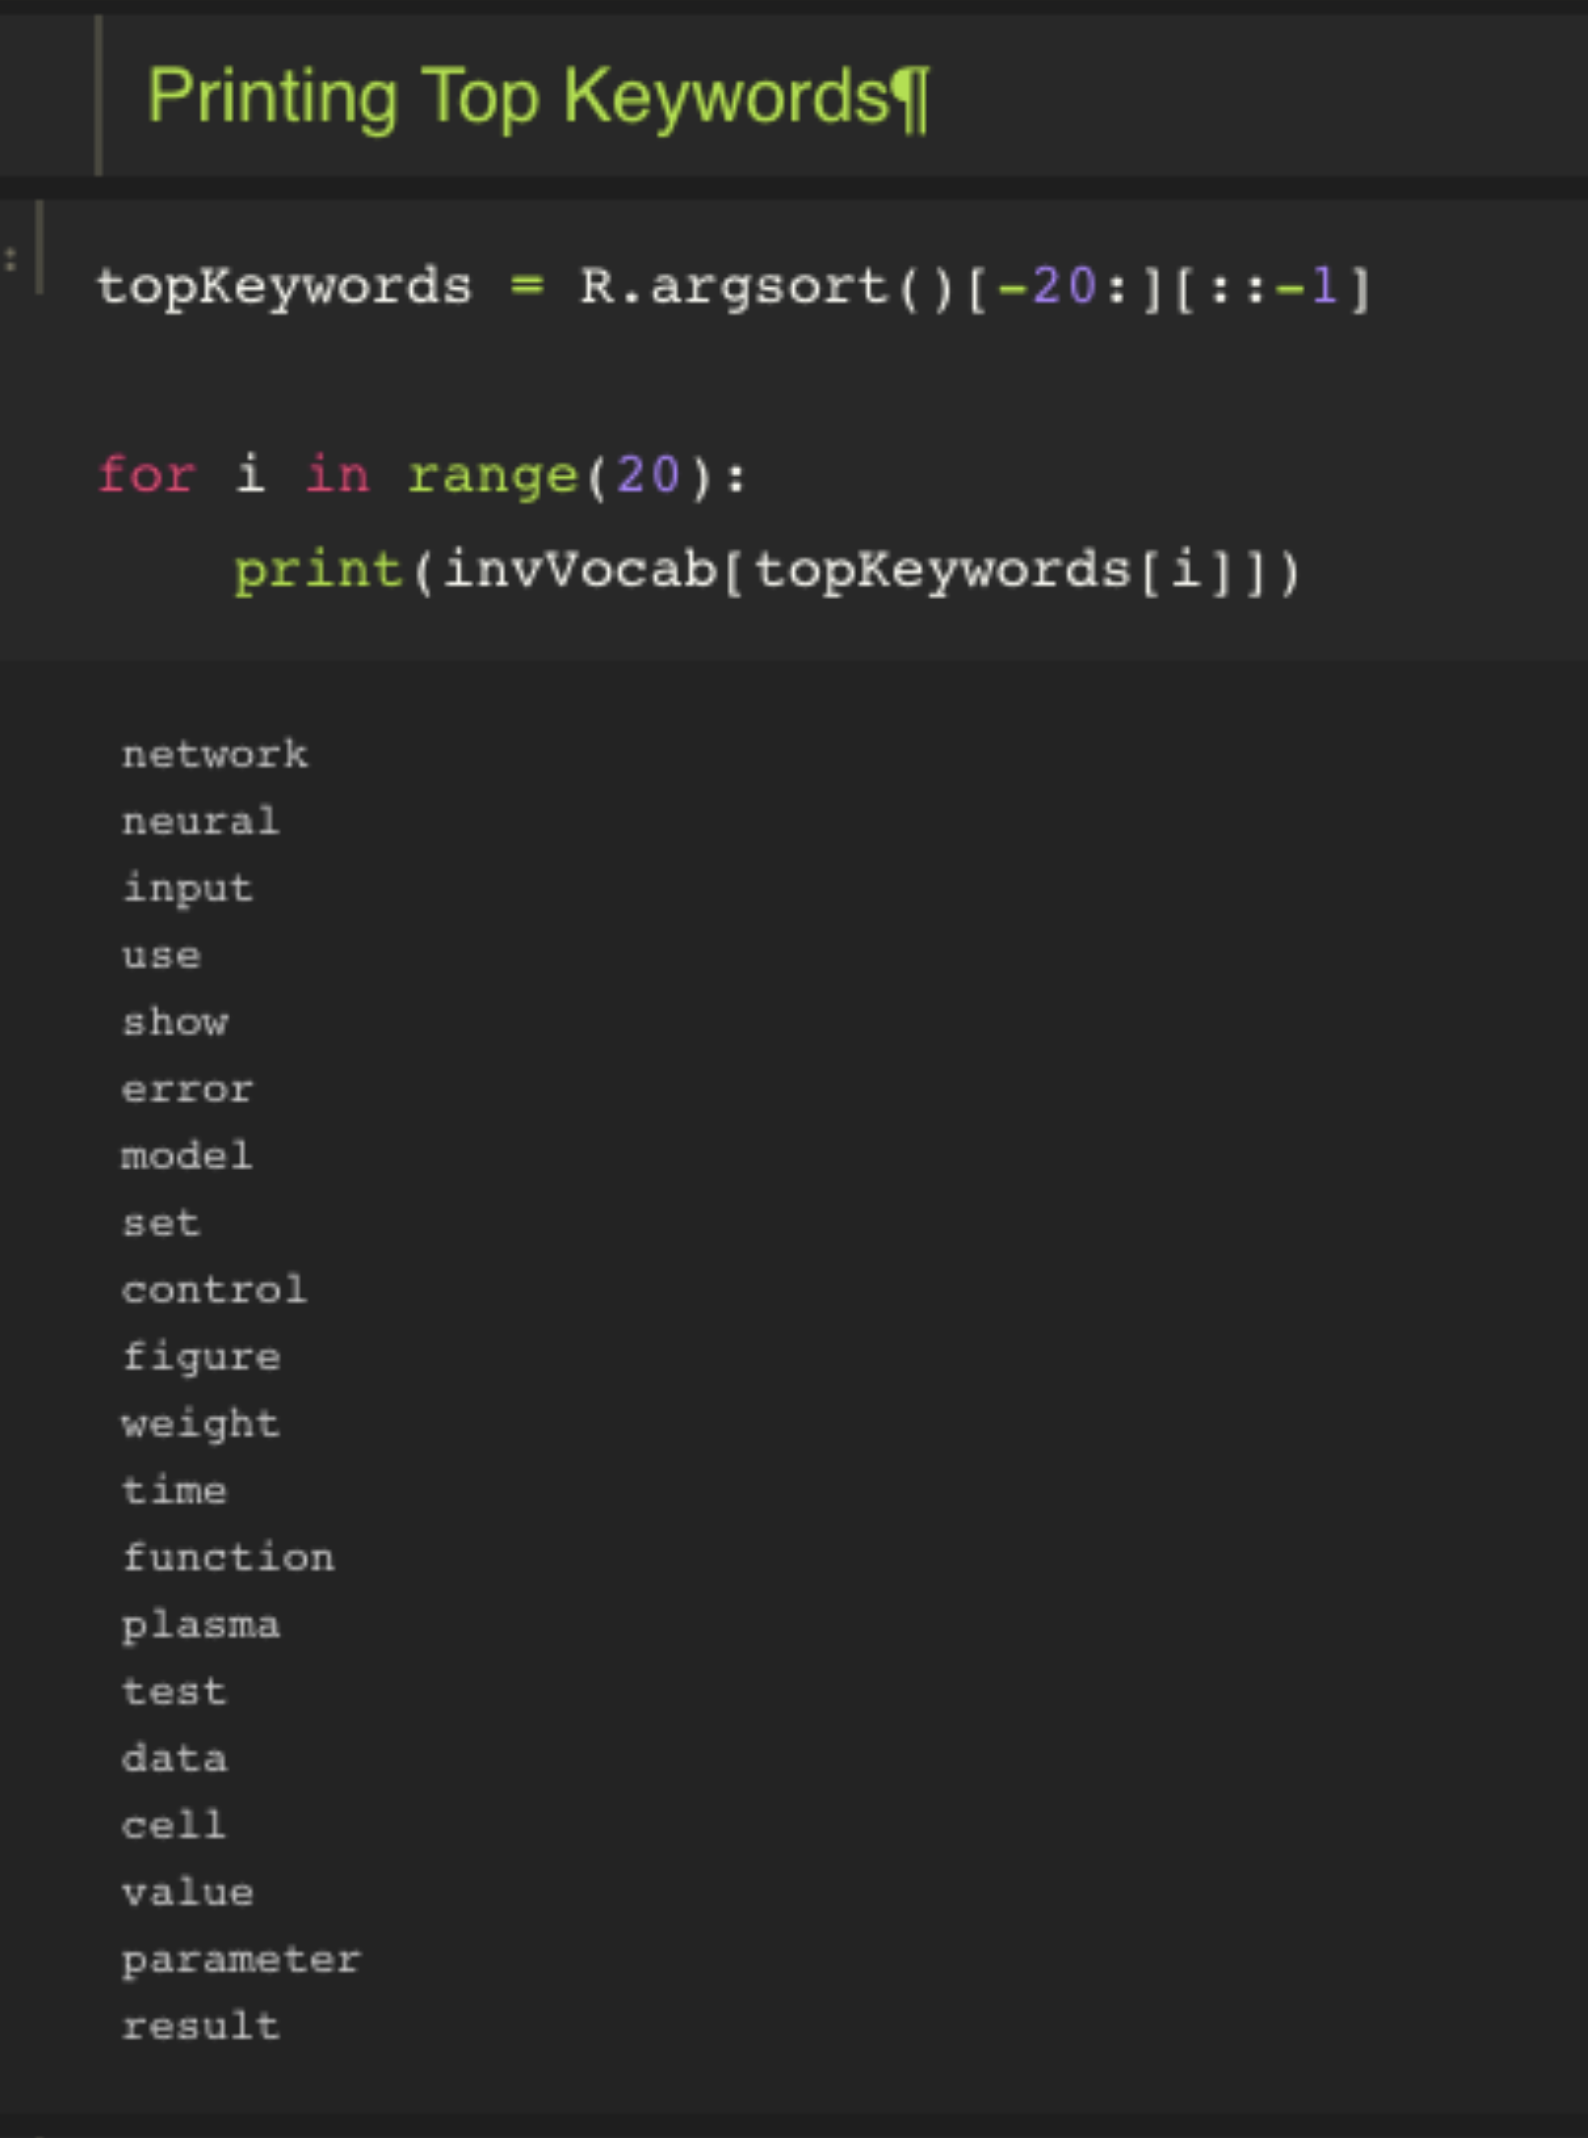 Printing Top Keywords¶
:
topKeywords = R.argsort()[-20:][::-1]
for i in range(20):
    print(invVocab[topKeywords[i]])
network
neural
input
use
show
error
model
set
control
figure
weight
time
function
plasma
test
data
cell
value
parameter
result